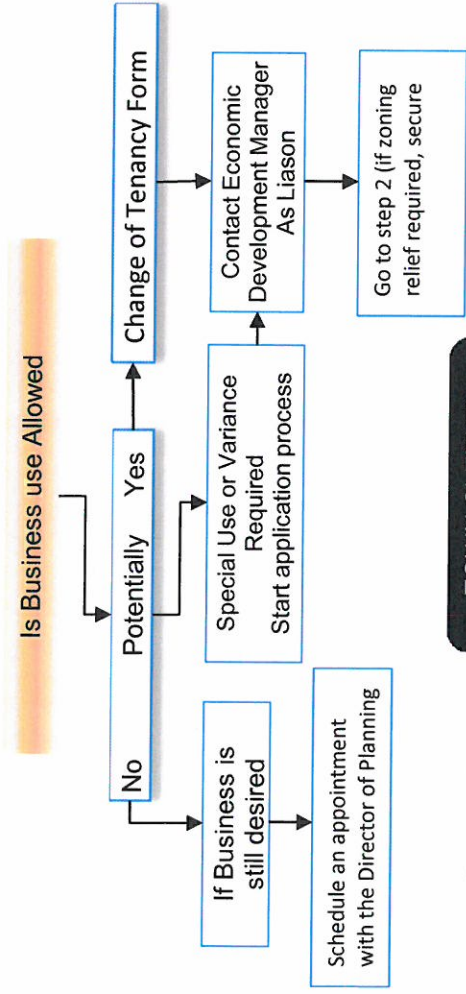 Is Business use Allowed
No Potentially Yes
Change of Tenancy Form
If Business is
still desired
Special Use or Variance
Required
Start application process
Contact Economic
Development Manager
As Liason
Schedule an appointment
with the Director of Planning
Go to step 2 (if zoning
relief required, secure